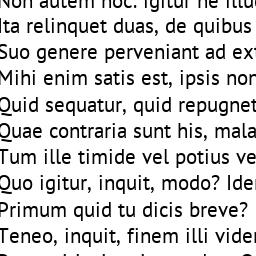 Non autem hoc: igitur ne illud
Ita relinquet duas, de quibus
Suo genere perveniant ad ext
Mihi enim satis est, ipsis non
Quid sequatur, quid repugnet
Quae contraria sunt his, mala
Tum ille timide vel potius ve
Quo igitur, inquit, modo? Ide
Primum quid tu dicis breve?
Teneo, inquit, finem illi vide